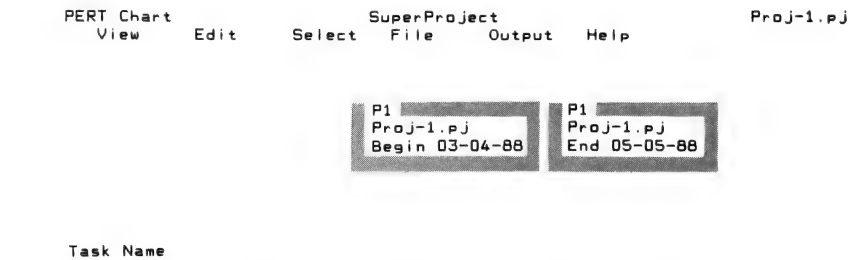 PERT Chart SuperProject Proj-1.pj
View Edit Select File Output Help
P1 P1
Proj-1.pj Proj-1.pj
Begin 03-04-88 End 05-05-88
Task Name